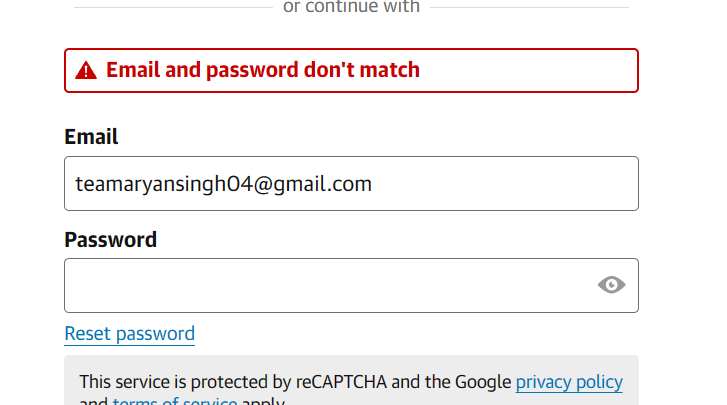 or continue with
Email and password don't match
Email
teamaryansingh04@gmail.com
Password
Reset password
This service is protected by reCAPTCHA and the Google privacy policy
and terms of service apply